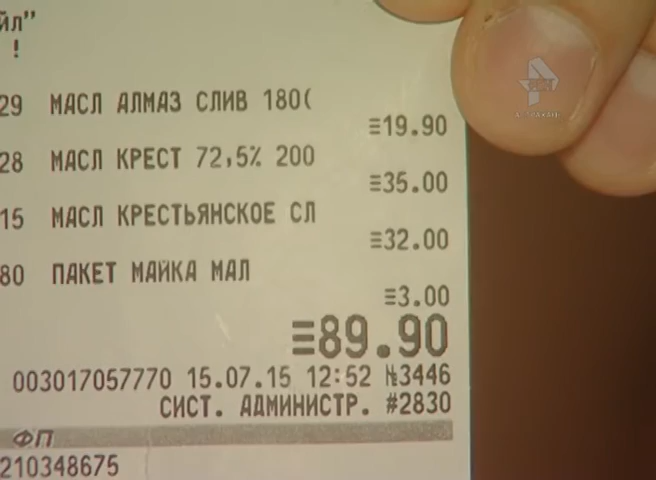 йл"
!
29 МАСЛ АЛМАЗ СЛИВ 180(
≡19.90
28 МАСЛ КРЕСТ 72,5% 200
≡35.00
15 МАСЛ КРЕСТЬЯНСКОЕ СЛ
≡32.00
80 ПАКЕТ МАЙКА МАЛ
≡3.00
≡89.90
003017057770 15.07.15 12:52 №3446
СИСТ. АДМИНИСТР. #2830
ФП
210348675